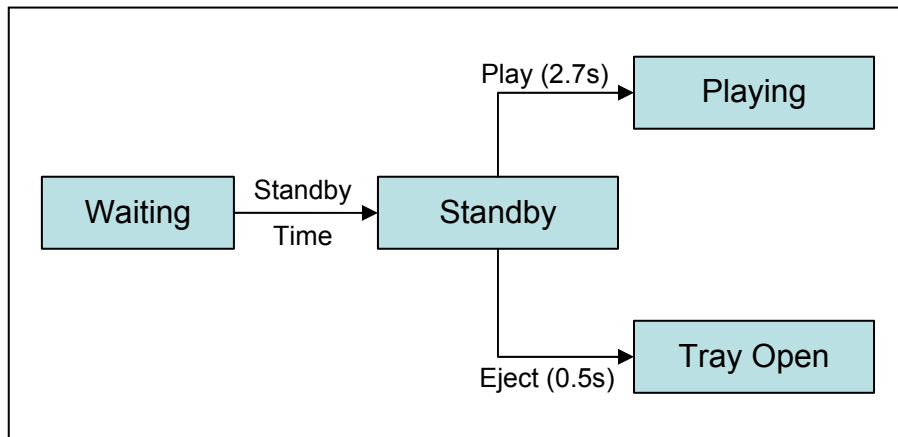 Play (2.7s)
Playing
Waiting
Standby
Time
Standby
Eject (0.5s)
Tray Open